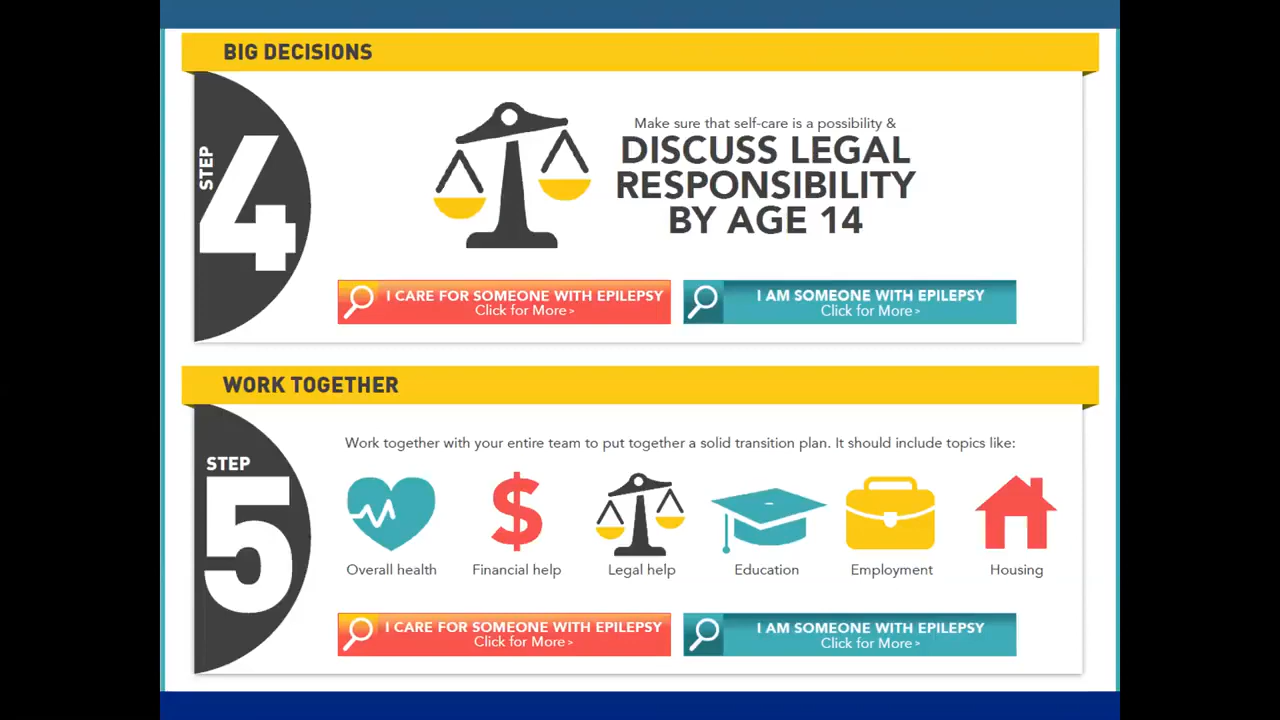 BIG DECISIONS
STEP
4
Make sure that self-care is a possibility &
DISCUSS LEGAL
RESPONSIBILITY
BY AGE 14
I CARE FOR SOMEONE WITH EPILEPSY
Click for More >
I AM SOMEONE WITH EPILEPSY
Click for More >
WORK TOGETHER
STEP
5
Work together with your entire team to put together a solid transition plan. It should include topics like:
$
Overall health
Financial help
Legal help
Education
Employment
Housing
I CARE FOR SOMEONE WITH EPILEPSY
Click for More >
I AM SOMEONE WITH EPILEPSY
Click for More >